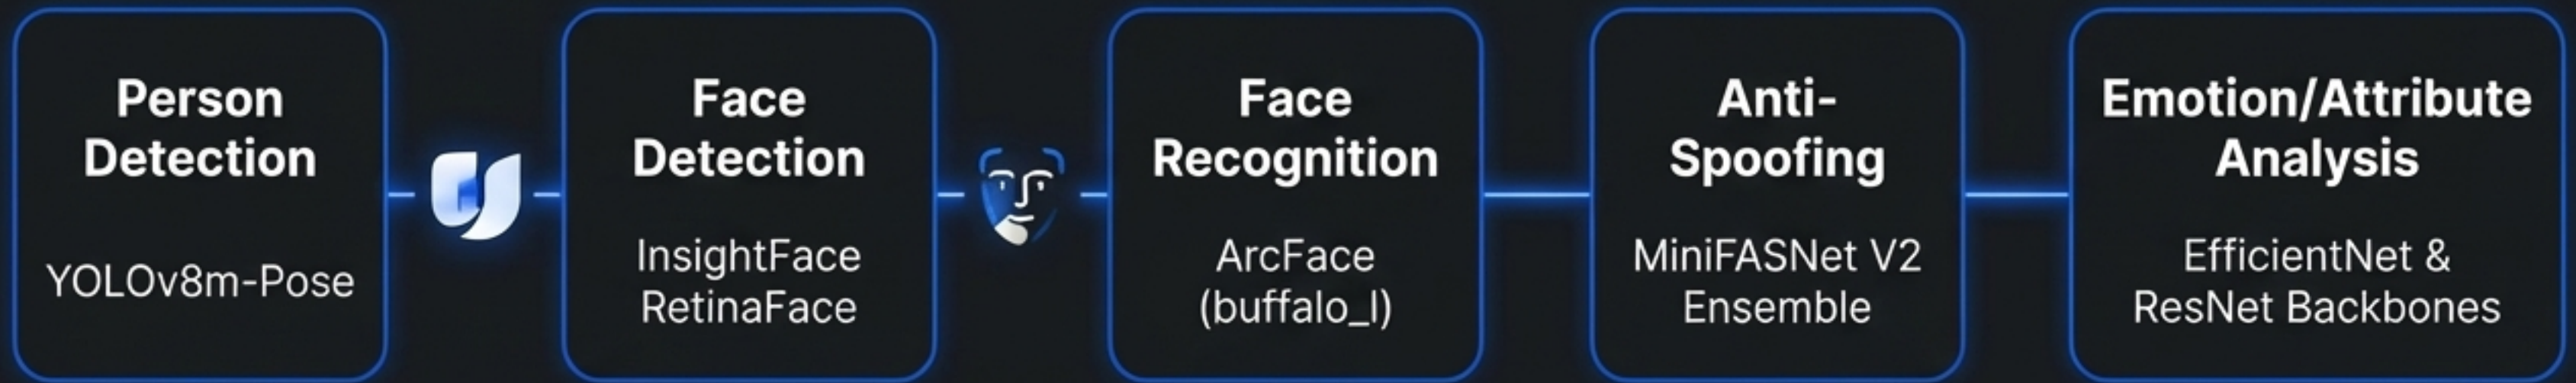 Person
Detection
YOLOv8m-Pose
Face
Detection
InsightFace
RetinaFace
Face
Recognition
ArcFace
(buffalo_l)
Anti-
Spoofing
MiniFASNet V2
Ensemble
Emotion/Attribute
Analysis
EfficientNet &
ResNet Backbones